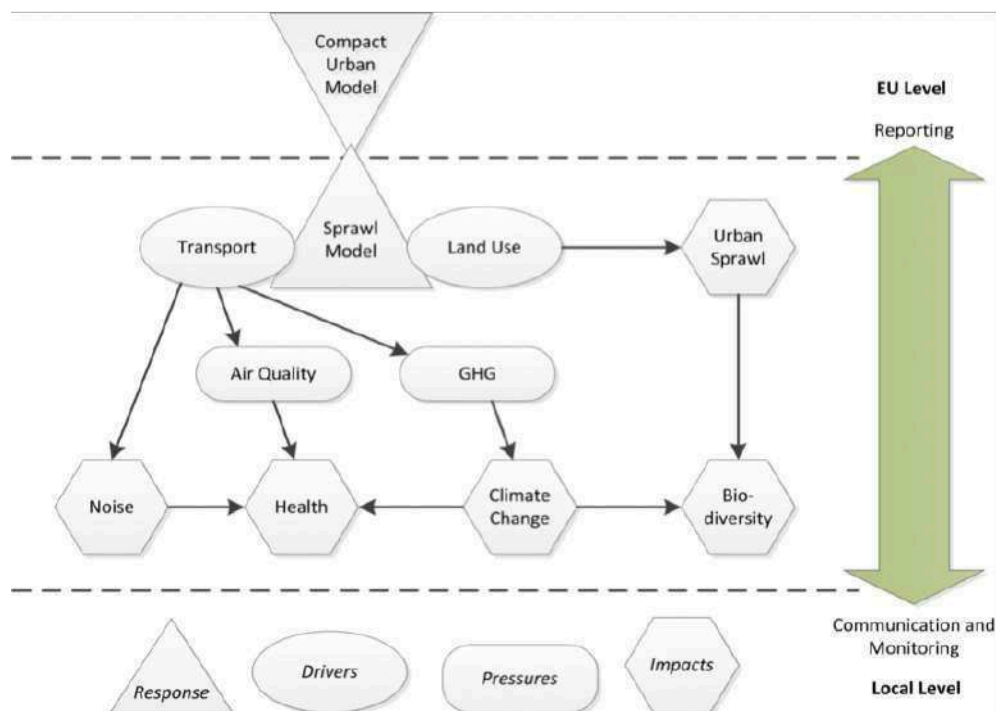 Compact
Urban
Model
EU Level
Reporting
Transport
Sprawl
Model
Land Use
Urban
Sprawl
Air Quality
GHG
Noise
Health
Climate
Change
Bio-
diversity
Communication and
Monitoring
Local Level
Response
Drivers
Pressures
Impacts